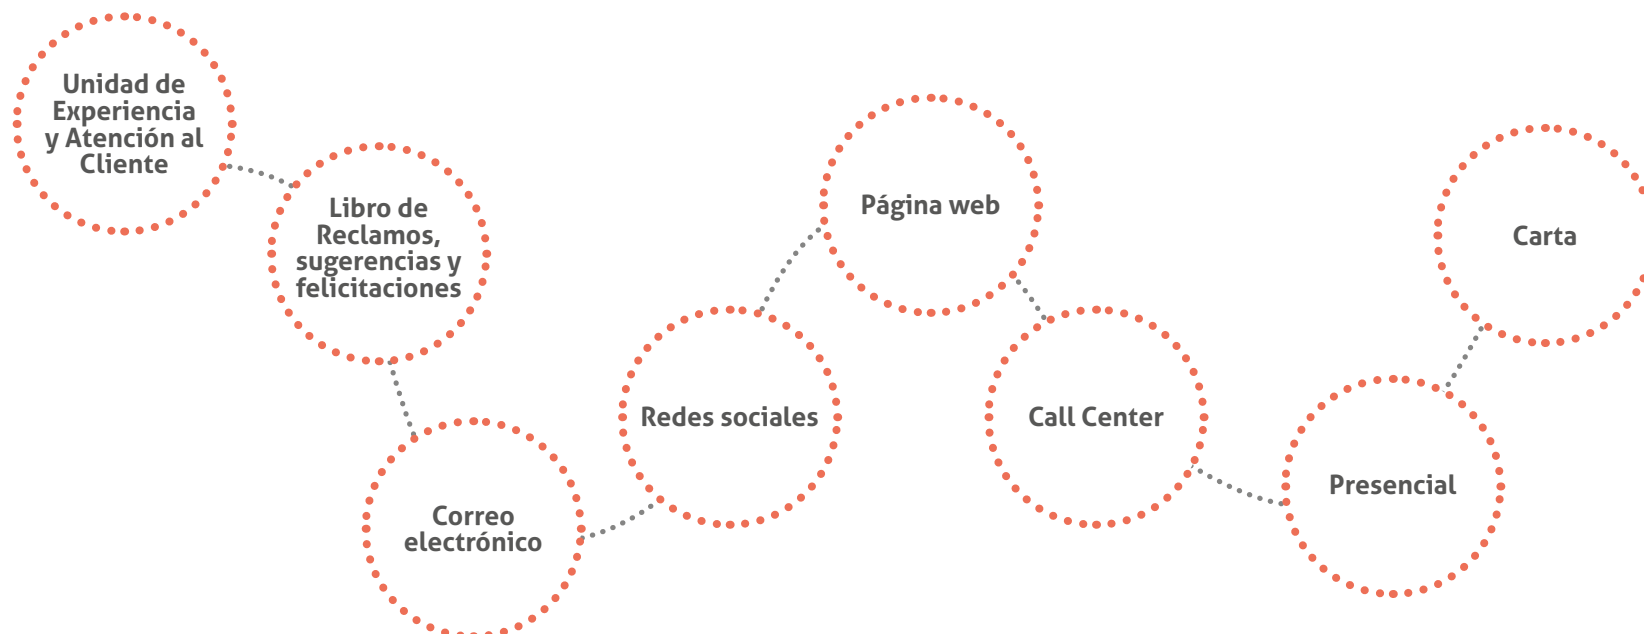 Unidad de
Experiencia
y Atención al
Cliente
Libro de
Reclamos,
sugerencias y
felicitaciones
Correo
electrónico
Redes sociales
Página web
Call Center
Presencial
Carta